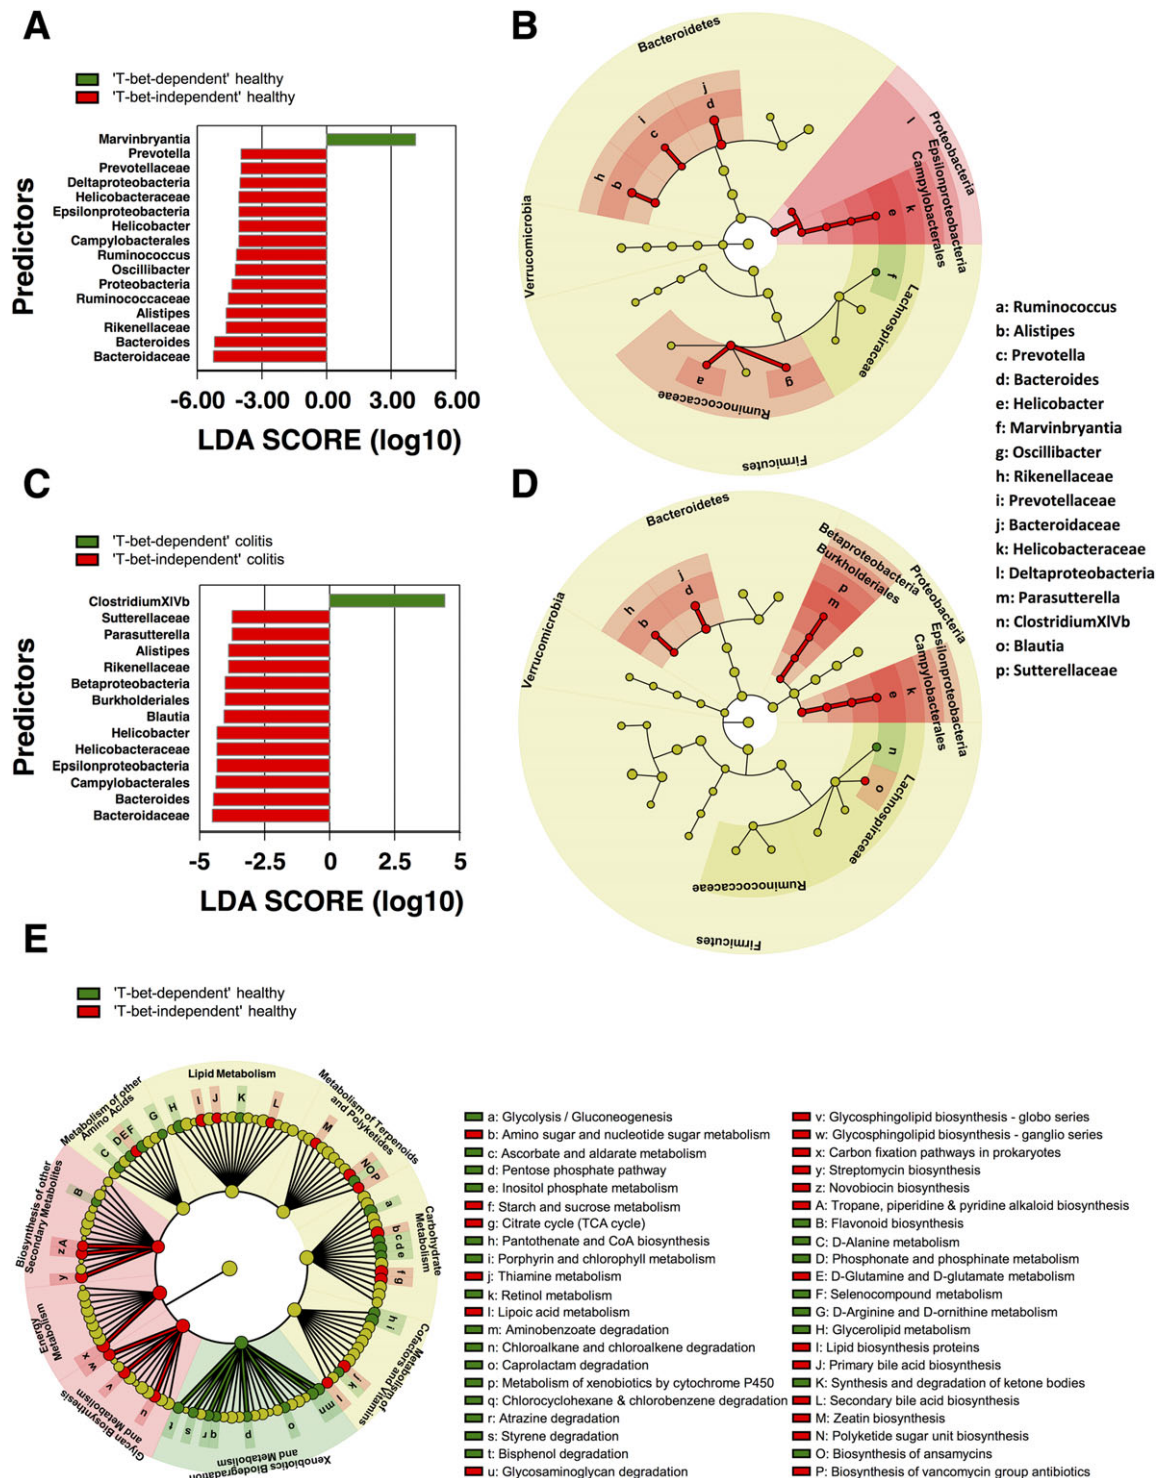 A
'T-bet-dependent' healthy
'T-bet-independent' healthy
Predictors
Marvinbryantia
Prevotella
Prevotellaceae
Deltaproteobacteria
Helicobacteraceae
Epsilonproteobacteria
Helicobacter
Campylobacterales
Ruminococcus
Oscillibacter
Proteobacteria
Ruminococcaceae
Alistipes
Rikenellaceae
Bacteroides
Bacteroidaceae
-6.00 -3.00 0.00 3.00 6.00
LDA SCORE (log10)
B
Bacteroidetes
Proteobacteria
Epsilonproteobacteria
Campylobacterales
Lachnospiraceae
Ruminococcaceae
Firmicutes
Verrucomicrobia
h
b
i
c
j
d
l
e
k
f
g
a
a: Ruminococcus
b: Alistipes
c: Prevotella
d: Bacteroides
e: Helicobacter
f: Marvinbryantia
g: Oscillibacter
h: Rikenellaceae
i: Prevotellaceae
j: Bacteroidaceae
k: Helicobacteraceae
l: Deltaproteobacteria
m: Parasutterella
n: ClostridiumXIVb
o: Blautia
p: Sutterellaceae
C
'T-bet-dependent' colitis
'T-bet-independent' colitis
Predictors
ClostridiumXIVb
Sutterellaceae
Parasutterella
Alistipes
Rikenellaceae
Betaproteobacteria
Burkholderiales
Blautia
Helicobacter
Helicobacteraceae
Epsilonproteobacteria
Campylobacterales
Bacteroides
Bacteroidaceae
-5 -2.5 0 2.5 5
LDA SCORE (log10)
D
Bacteroidetes
Betaproteobacteria
Burkholderiales
Proteobacteria
Epsilonproteobacteria
Campylobacterales
Lachnospiraceae
Ruminococcaceae
Firmicutes
Verrucomicrobia
h
b
j
d
p
m
e
k
n
o
E
'T-bet-dependent' healthy
'T-bet-independent' healthy
Lipid Metabolism
Metabolism of Terpenoids
and Polyketides
Carbohydrate
Metabolism
Metabolism of
Cofactors and Vitamins
Xenobiotics Biodegradation
and Metabolism
Glycan Biosynthesis
and Metabolism
Energy
Metabolism
Biosynthesis of other
Secondary Metabolites
Metabolism of other
Amino Acids
B
C
D E F
G
H
I
J
K
L
M
N O P
a
b c d e
f g
h i
j
k
l
m n
o
p
q r
s
t
u
v
w x
y
z A
a: Glycolysis / Gluconeogenesis
b: Amino sugar and nucleotide sugar metabolism
c: Ascorbate and aldarate metabolism
d: Pentose phosphate pathway
e: Inositol phosphate metabolism
f: Starch and sucrose metabolism
g: Citrate cycle (TCA cycle)
h: Pantothenate and CoA biosynthesis
i: Porphyrin and chlorophyll metabolism
j: Thiamine metabolism
k: Retinol metabolism
l: Lipoic acid metabolism
m: Aminobenzoate degradation
n: Chloroalkane and chloroalkene degradation
o: Caprolactam degradation
p: Metabolism of xenobiotics by cytochrome P450
q: Chlorocyclohexane & chlorobenzene degradation
r: Atrazine degradation
s: Styrene degradation
t: Bisphenol degradation
u: Glycosaminoglycan degradation
v: Glycosphingolipid biosynthesis - globo series
w: Glycosphingolipid biosynthesis - ganglio series
x: Carbon fixation pathways in prokaryotes
y: Streptomycin biosynthesis
z: Novobiocin biosynthesis
A: Tropane, piperidine & pyridine alkaloid biosynthesis
B: Flavonoid biosynthesis
C: D-Alanine metabolism
D: Phosphonate and phosphinate metabolism
E: D-Glutamine and D-glutamate metabolism
F: Selenocompound metabolism
G: D-Arginine and D-ornithine metabolism
H: Glycerolipid metabolism
I: Lipid biosynthesis proteins
J: Primary bile acid biosynthesis
K: Synthesis and degradation of ketone bodies
L: Secondary bile acid biosynthesis
M: Zeatin biosynthesis
N: Polyketide sugar unit biosynthesis
O: Biosynthesis of ansamycins
P: Biosynthesis of vancomycin group antibiotics